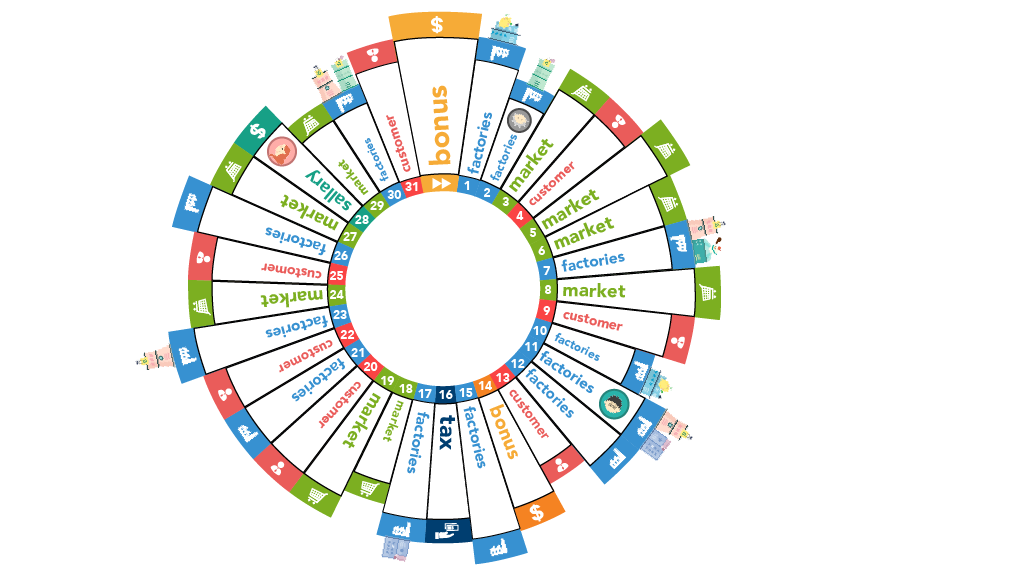 $
bonus
1
factories
2
factories
3
market
4
customer
5
market
6
market
7
factories
8
market
9
customer
10
factories
11
factories
12
factories
13
customer
14
bonus
$
15
factories
16
tax
17
factories
18
market
19
market
20
customer
21
factories
22
customer
23
factories
24
market
25
customer
26
factories
27
market
28
sallary
$
29
market
30
factories
31
customer